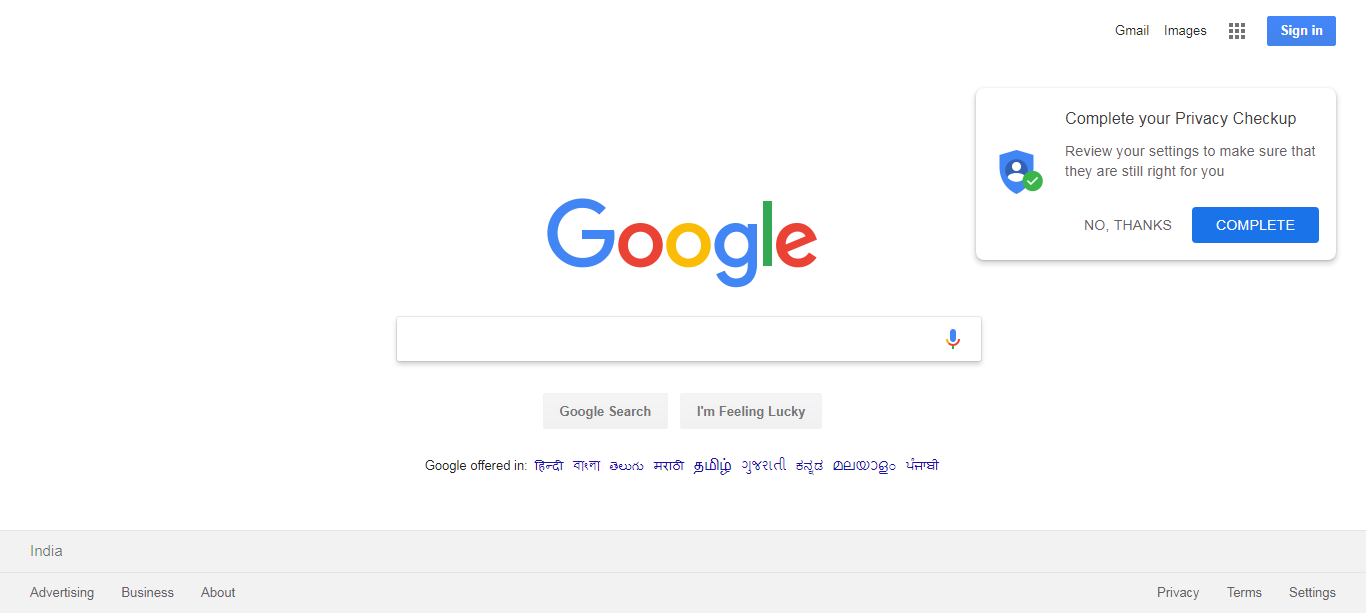 Gmail Images Sign in
Complete your Privacy Checkup
Review your settings to make sure that
they are still right for you
NO, THANKS COMPLETE
Google
Google Search I'm Feeling Lucky
Google offered in: हिन्दी বাংলা తెలుగు मराठी தமிழ் ગુજરાતી ಕನ್ನಡ മലയാളം ਪੰਜਾਬੀ
India
Advertising Business About Privacy Terms Settings